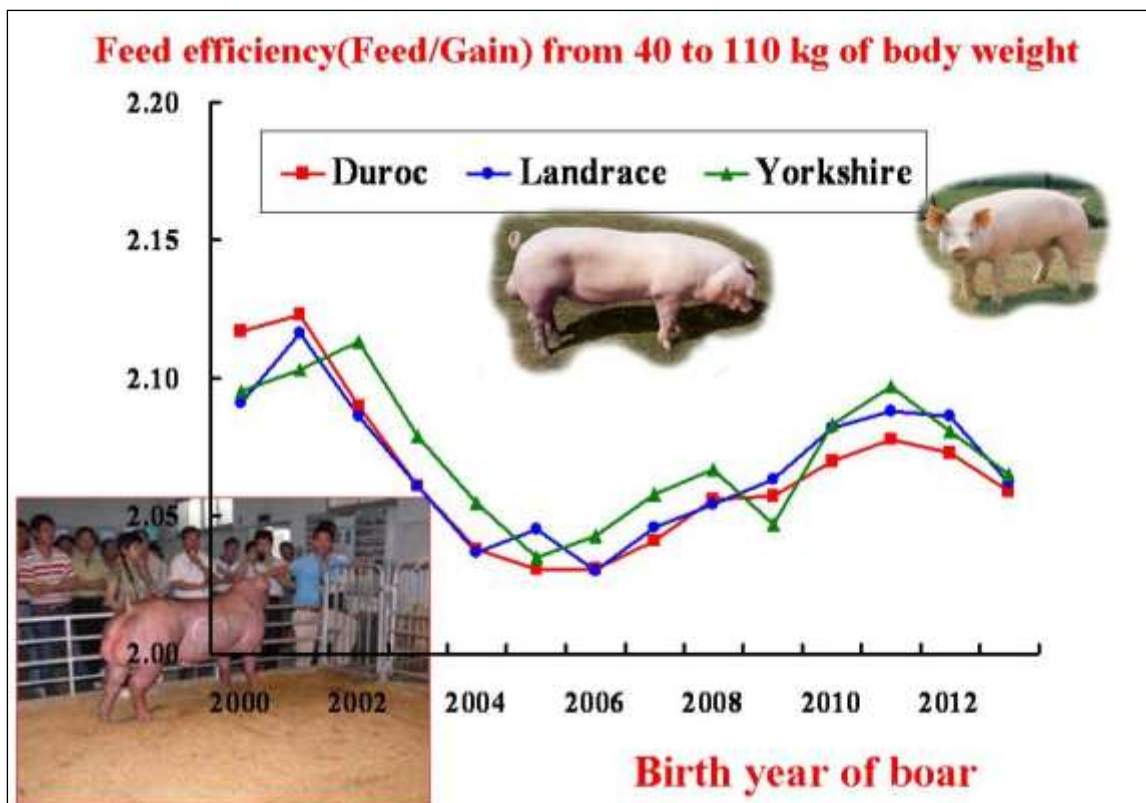 Feed efficiency(Feed/Gain) from 40 to 110 kg of body weight
2.20
Duroc Landrace Yorkshire
2.15
2.10
2.05
2.00
2000 2002 2004 2006 2008 2010 2012
Birth year of boar